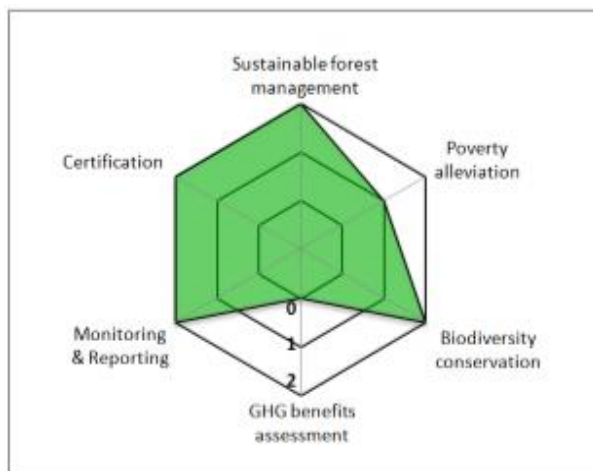 Sustainable forest
management
Certification
Poverty
alleviation
0
Monitoring
& Reporting
1
Biodiversity
conservation
2
GHG benefits
assessment